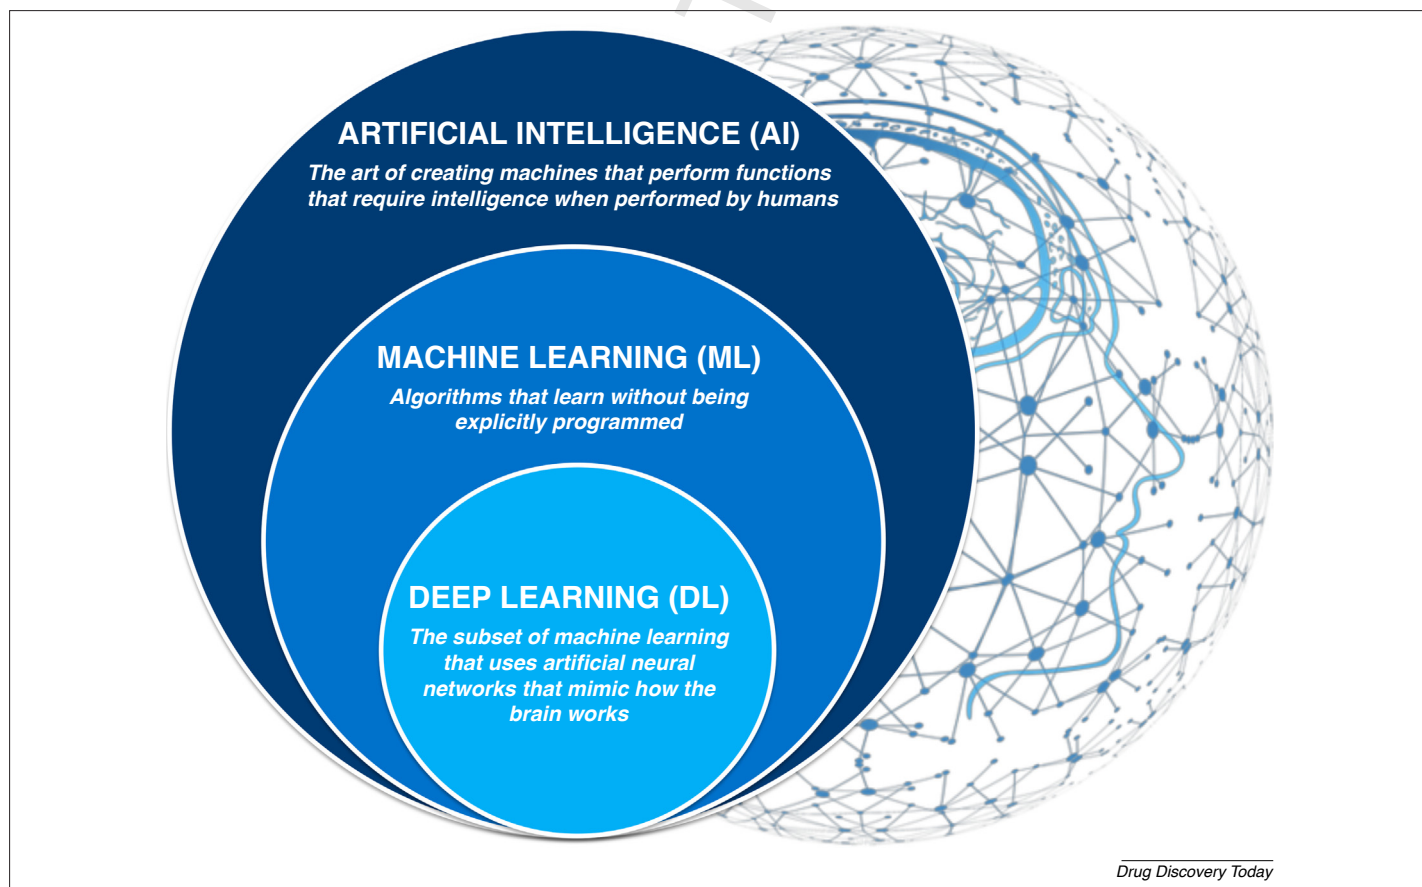 ARTIFICIAL INTELLIGENCE (AI)
The art of creating machines that perform functions
that require intelligence when performed by humans
MACHINE LEARNING (ML)
Algorithms that learn without being
explicitly programmed
DEEP LEARNING (DL)
The subset of machine learning
that uses artificial neural
networks that mimic how the
brain works
Drug Discovery Today